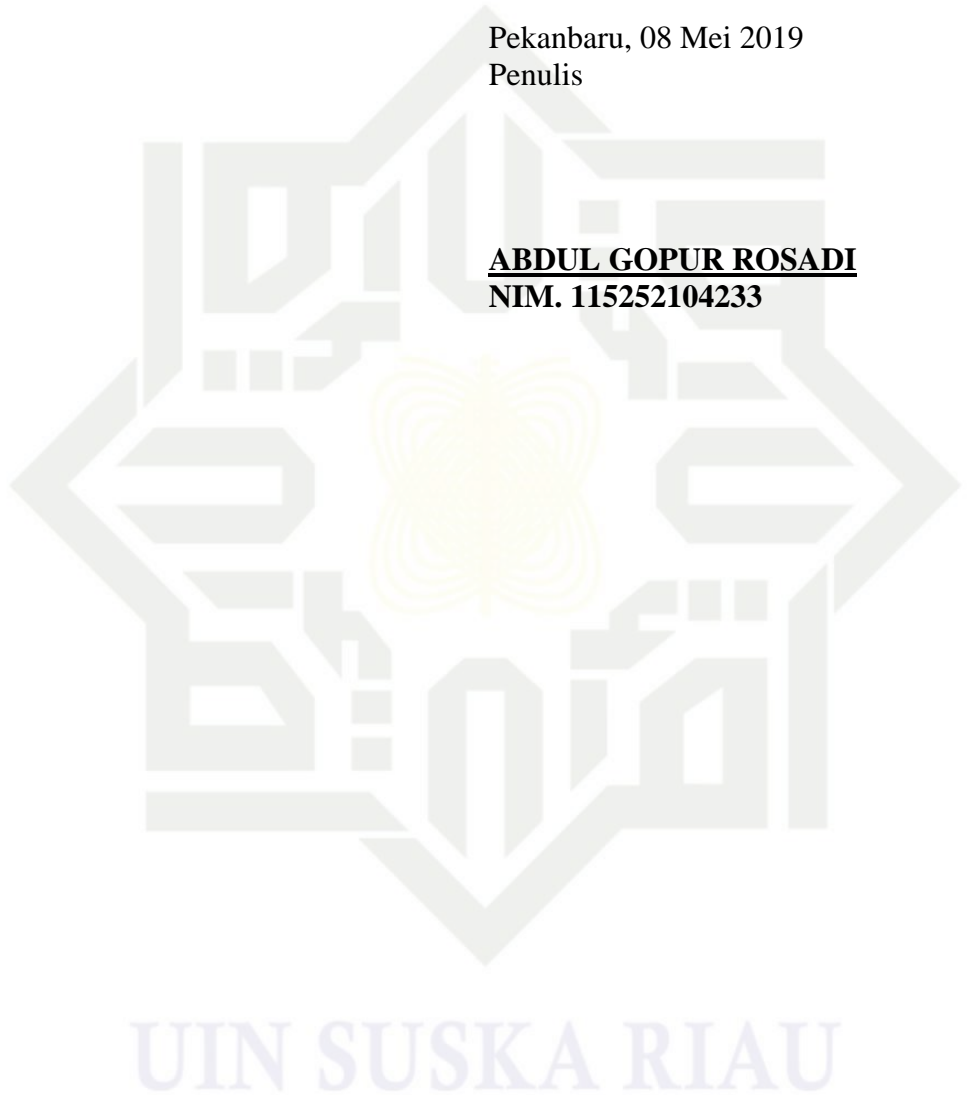 Pekanbaru, 08 Mei 2019
Penulis
ABDUL GOPUR ROSADI
NIM. 115252104233
UIN SUSKA RIAU